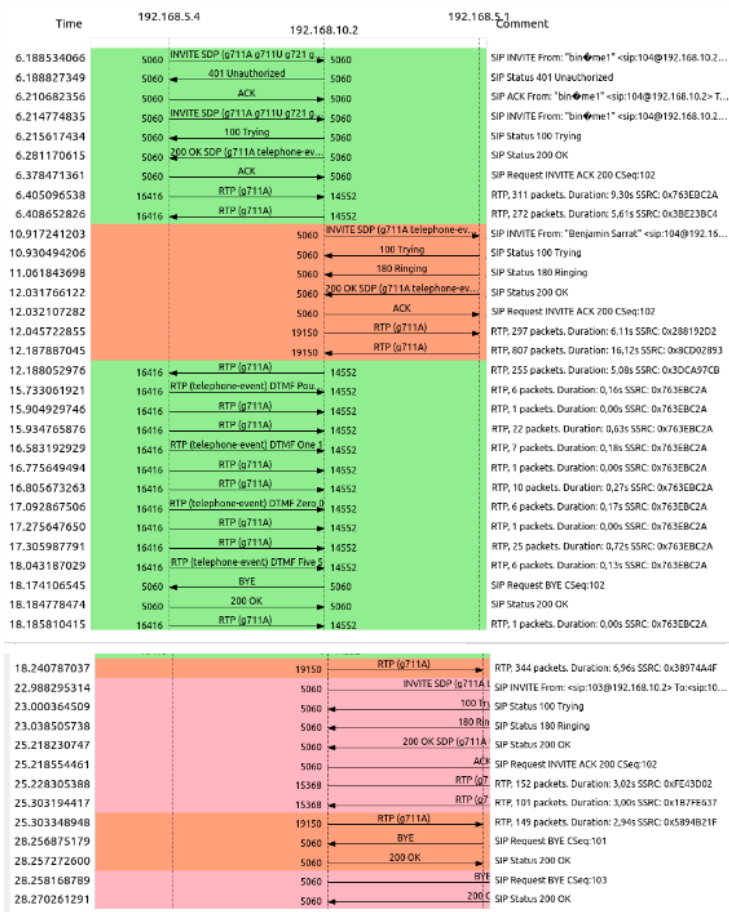 Time 192.168.5.4 192.168.10.2 192.168.5.1 Comment
6.188534066 5060 INVITE SDP (g711A g711U g721 g... 5060 SIP INVITE From: "bin�me1" <sip:104@192.168.10.2...
6.188827349 5060 401 Unauthorized 5060 SIP Status 401 Unauthorized
6.210682356 5060 ACK 5060 SIP ACK From: "bin�me1" <sip:104@192.168.10.2> T...
6.214774835 5060 INVITE SDP (g711A g711U g721 g... 5060 SIP INVITE From: "bin�me1" <sip:104@192.168.10.2...
6.215617434 5060 100 Trying 5060 SIP Status 100 Trying
6.281170615 5060 200 OK SDP (g711A telephone-ev... 5060 SIP Status 200 OK
6.378471361 5060 ACK 5060 SIP Request INVITE ACK 200 CSeq:102
6.405096538 16416 RTP (g711A) 14552 RTP, 311 packets. Duration: 9,30s SSRC: 0x763EBC2A
6.408652826 16416 RTP (g711A) 14552 RTP, 272 packets. Duration: 5,61s SSRC: 0x3BE23BC4
10.917241203 5060 INVITE SDP (g711A telephone-ev... 5060 SIP INVITE From: "Benjamin Sarrat" <sip:104@192.16...
10.930494206 5060 100 Trying 5060 SIP Status 100 Trying
11.061843698 5060 180 Ringing 5060 SIP Status 180 Ringing
12.031766122 5060 200 OK SDP (g711A telephone-ev... 5060 SIP Status 200 OK
12.032107282 5060 ACK 5060 SIP Request INVITE ACK 200 CSeq:102
12.045722855 19150 RTP (g711A) RTP, 297 packets. Duration: 6,11s SSRC: 0x288192D2
12.187887045 19150 RTP (g711A) RTP, 807 packets. Duration: 16,12s SSRC: 0x8CD02893
12.188052976 16416 RTP (g711A) 14552 RTP, 255 packets. Duration: 5,08s SSRC: 0x3DCA97CB
15.733061921 16416 RTP (telephone-event) DTMF Pou... 14552 RTP, 6 packets. Duration: 0,16s SSRC: 0x763EBC2A
15.904929746 16416 RTP (g711A) 14552 RTP, 1 packets. Duration: 0,00s SSRC: 0x763EBC2A
15.934765876 16416 RTP (g711A) 14552 RTP, 22 packets. Duration: 0,63s SSRC: 0x763EBC2A
16.583192929 16416 RTP (telephone-event) DTMF One 1 14552 RTP, 7 packets. Duration: 0,18s SSRC: 0x763EBC2A
16.775649494 16416 RTP (g711A) 14552 RTP, 1 packets. Duration: 0,00s SSRC: 0x763EBC2A
16.805673263 16416 RTP (g711A) 14552 RTP, 10 packets. Duration: 0,27s SSRC: 0x763EBC2A
17.092867506 16416 RTP (telephone-event) DTMF Zero 0 14552 RTP, 6 packets. Duration: 0,17s SSRC: 0x763EBC2A
17.275647650 16416 RTP (g711A) 14552 RTP, 1 packets. Duration: 0,00s SSRC: 0x763EBC2A
17.305987791 16416 RTP (g711A) 14552 RTP, 25 packets. Duration: 0,72s SSRC: 0x763EBC2A
18.043187029 16416 RTP (telephone-event) DTMF Five 5 14552 RTP, 6 packets. Duration: 0,13s SSRC: 0x763EBC2A
18.174106545 5060 BYE 5060 SIP Request BYE CSeq:102
18.184778474 5060 200 OK 5060 SIP Status 200 OK
18.185810415 16416 RTP (g711A) 14552 RTP, 1 packets. Duration: 0,00s SSRC: 0x763EBC2A
18.240787037 19150 RTP (g711A) RTP, 344 packets. Duration: 6,96s SSRC: 0x38974A4F
22.988295314 5060 INVITE SDP (g711A t SIP INVITE From: <sip:103@192.168.10.2> To:<sip:10...
23.000364509 5060 100 Try SIP Status 100 Trying
23.038505738 5060 180 Rin SIP Status 180 Ringing
25.218230747 5060 200 OK SDP (g711A SIP Status 200 OK
25.218554461 5060 ACK SIP Request INVITE ACK 200 CSeq:102
25.228305388 15368 RTP (g7 RTP, 152 packets. Duration: 3,02s SSRC: 0xFE43D02
25.303194417 15368 RTP (g7 RTP, 101 packets. Duration: 3,00s SSRC: 0x1B7FE637
25.303348948 19150 RTP (g711A) RTP, 149 packets. Duration: 2,94s SSRC: 0x5894B21F
28.256875179 5060 BYE SIP Request BYE CSeq:101
28.257272600 5060 200 OK SIP Status 200 OK
28.258168789 5060 BYE SIP Request BYE CSeq:103
28.270261291 5060 200 O SIP Status 200 OK